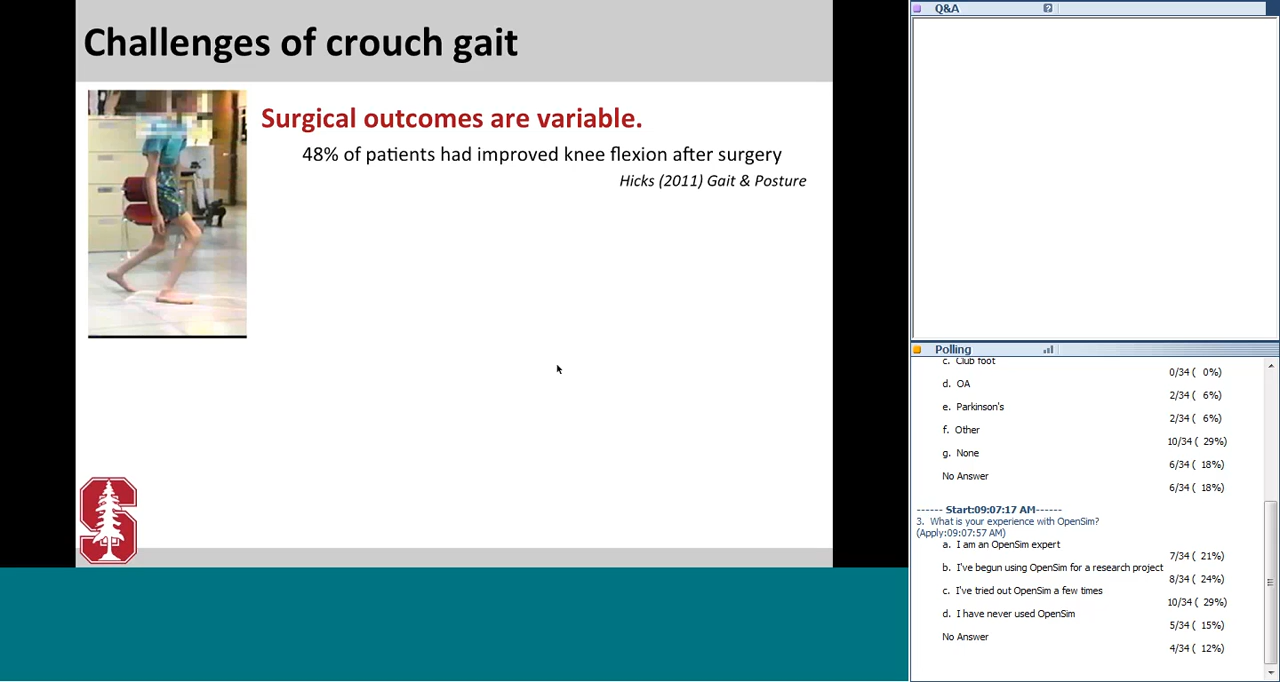 Challenges of crouch gait
Surgical outcomes are variable.
48% of patients had improved knee flexion after surgery
Hicks (2011) Gait & Posture
Q&A
Polling
c. Club foot
0/34 ( 0%)
d. OA
2/34 ( 6%)
e. Parkinson's
2/34 ( 6%)
f. Other
10/34 ( 29%)
g. None
6/34 ( 18%)
No Answer
6/34 ( 18%)
------ Start:09:07:17 AM------
3. What is your experience with OpenSim?
(Apply:09:07:57 AM)
a. I am an OpenSim expert
7/34 ( 21%)
b. I've begun using OpenSim for a research project
8/34 ( 24%)
c. I've tried out OpenSim a few times
10/34 ( 29%)
d. I have never used OpenSim
5/34 ( 15%)
No Answer
4/34 ( 12%)